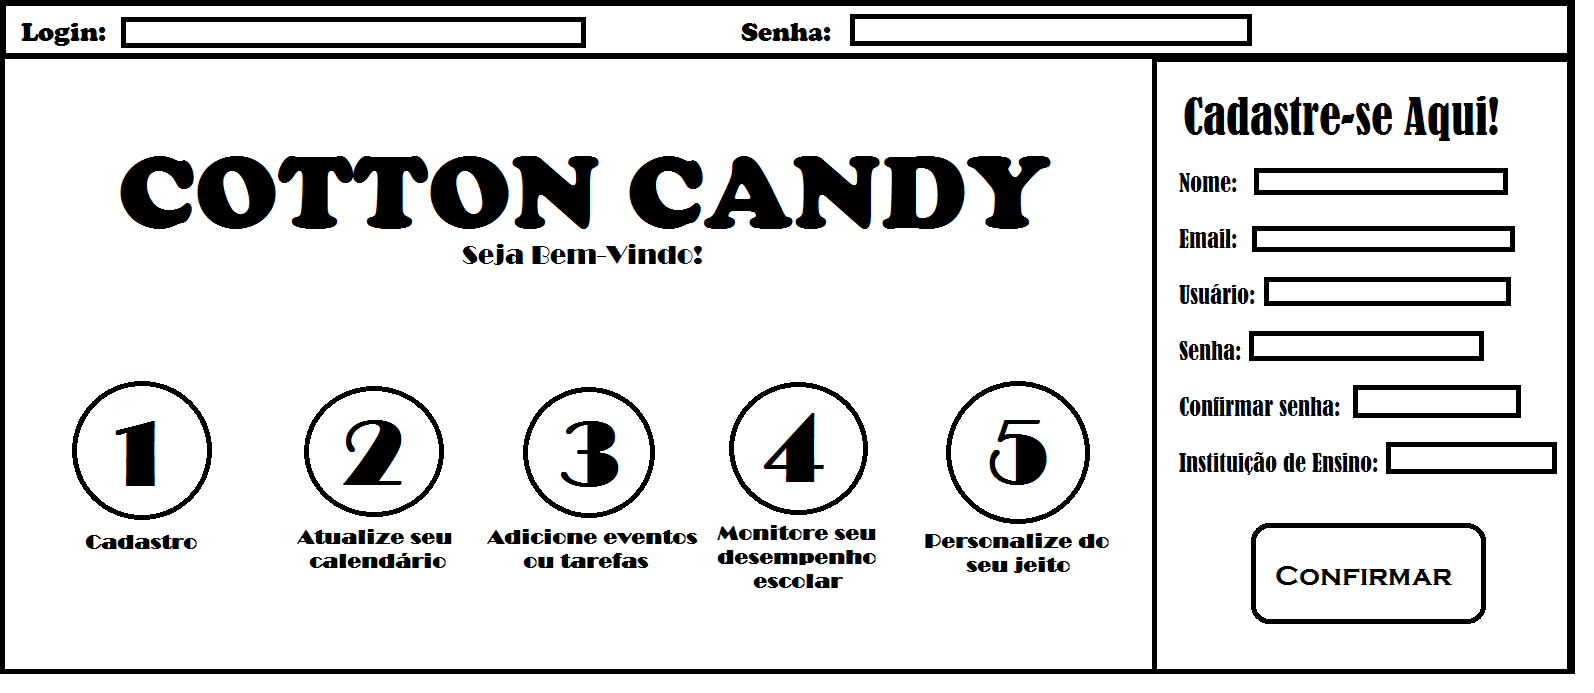 Login:
Senha:
COTTON CANDY
Seja Bem-Vindo!
1
Cadastro
2
Atualize seu
calendário
3
Adicione eventos
ou tarefas
4
Monitore seu
desempenho
escolar
5
Personalize do
seu jeito
Cadastre-se Aqui!
Nome:
Email:
Usuário:
Senha:
Confirmar senha:
Instituição de Ensino:
Confirmar